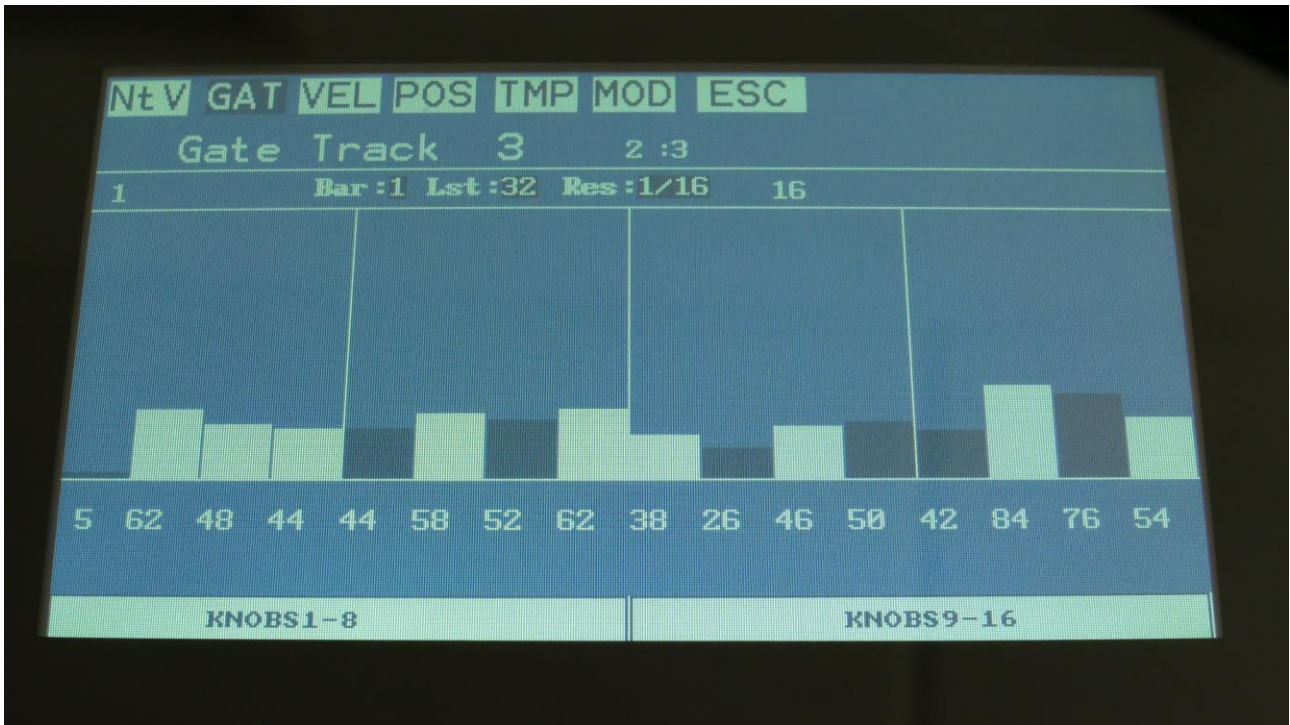 NtV GAT VEL POS TMP MOD ESC
Gate Track 3 2 :3
1 Bar:1 Lst:32 Res:1/16 16
5 62 48 44 44 58 52 62 38 26 46 50 42 84 76 54
KNOBS1-8 KNOBS9-16